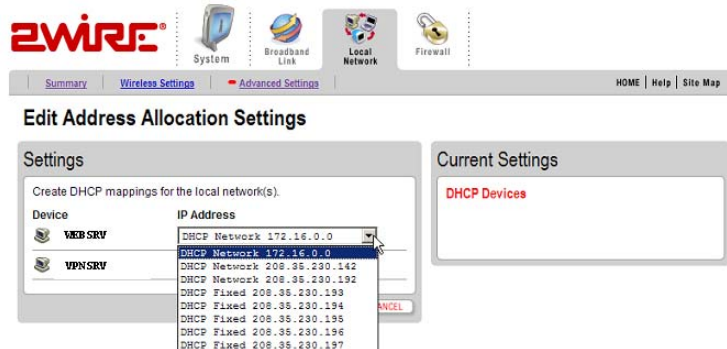 2WIRE®
System
Broadband Link
Local Network
Firewall
Summary
Wireless Settings
Advanced Settings
HOME | Help | Site Map
Edit Address Allocation Settings
Settings
Create DHCP mappings for the local network(s).
Device IP Address
WEBSRV DHCP Network 172.16.0.0
DHCP Network 172.16.0.0
VPNSRV DHCP Network 208.35.230.142
DHCP Network 208.35.230.192
DHCP Fixed 208.35.230.193
DHCP Fixed 208.35.230.194
DHCP Fixed 208.35.230.195
DHCP Fixed 208.35.230.196
DHCP Fixed 208.35.230.197
Current Settings
DHCP Devices